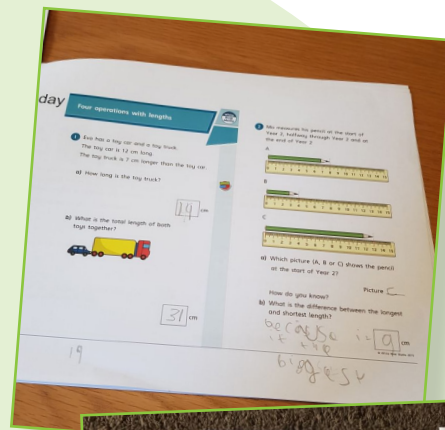 day
Four operations with lengths
1 Eva has a toy car and a toy truck.
The toy car is 12 cm long.
The toy truck is 7 cm longer than the toy car.
a) How long is the toy truck?
19 cm
b) What is the total length of both
toys together?
31 cm
19
2 Mo measures his pencil at the start of
Year 2, halfway through Year 2 and at
the end of Year 2
A
B
C
a) Which picture (A, B or C) shows the pencil
at the start of Year 2?
Picture C
How do you know?
b) What is the difference between the longest
and shortest length?
because i
it the
9 cm
biggest